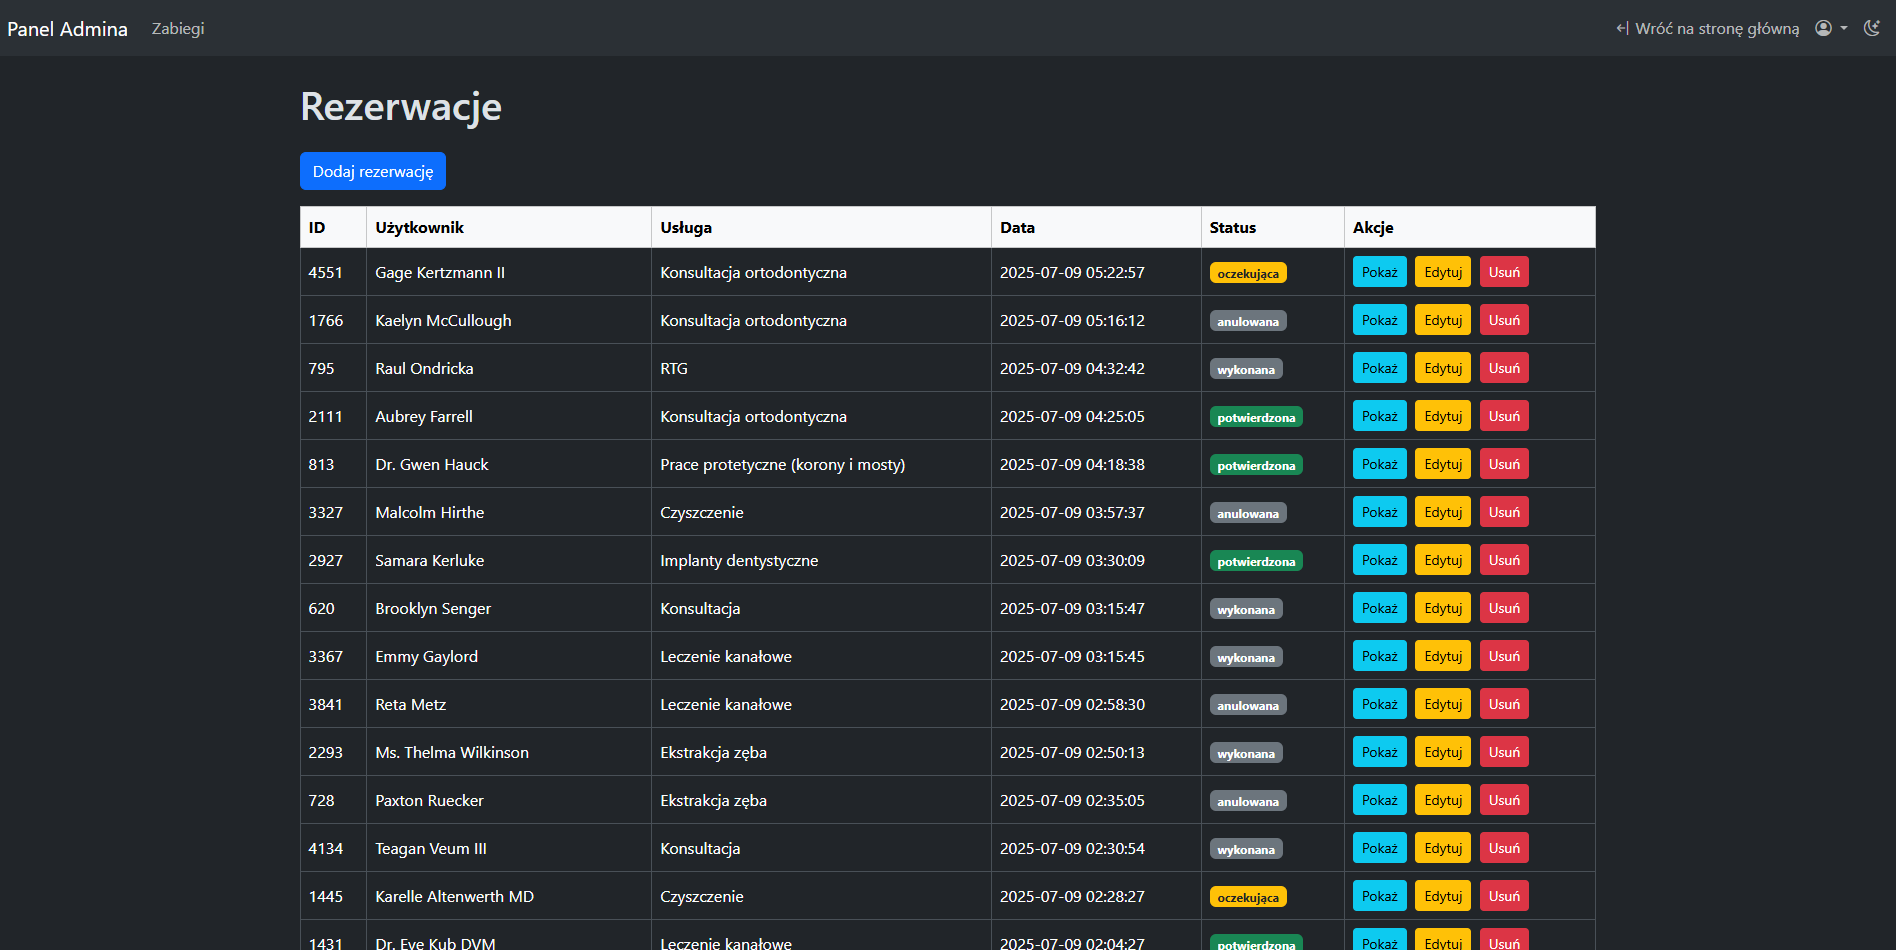 Panel Admina Zabiegi Wróć na stronę główną
Rezerwacje
Dodaj rezerwację
ID Użytkownik Usługa Data Status Akcje
4551 Gage Kertzmann II Konsultacja ortodontyczna 2025-07-09 05:22:57 oczekująca Pokaż Edytuj Usuń
1766 Kaelyn McCullough Konsultacja ortodontyczna 2025-07-09 05:16:12 anulowana Pokaż Edytuj Usuń
795 Raul Ondricka RTG 2025-07-09 04:32:42 wykonana Pokaż Edytuj Usuń
2111 Aubrey Farrell Konsultacja ortodontyczna 2025-07-09 04:25:05 potwierdzona Pokaż Edytuj Usuń
813 Dr. Gwen Hauck Prace protetyczne (korony i mosty) 2025-07-09 04:18:38 potwierdzona Pokaż Edytuj Usuń
3327 Malcolm Hirthe Czyszczenie 2025-07-09 03:57:37 anulowana Pokaż Edytuj Usuń
2927 Samara Kerluke Implanty dentystyczne 2025-07-09 03:30:09 potwierdzona Pokaż Edytuj Usuń
620 Brooklyn Senger Konsultacja 2025-07-09 03:15:47 wykonana Pokaż Edytuj Usuń
3367 Emmy Gaylord Leczenie kanałowe 2025-07-09 03:15:45 wykonana Pokaż Edytuj Usuń
3841 Reta Metz Leczenie kanałowe 2025-07-09 02:58:30 anulowana Pokaż Edytuj Usuń
2293 Ms. Thelma Wilkinson Ekstrakcja zęba 2025-07-09 02:50:13 wykonana Pokaż Edytuj Usuń
728 Paxton Ruecker Ekstrakcja zęba 2025-07-09 02:35:05 anulowana Pokaż Edytuj Usuń
4134 Teagan Veum III Konsultacja 2025-07-09 02:30:54 wykonana Pokaż Edytuj Usuń
1445 Karelle Altenwerth MD Czyszczenie 2025-07-09 02:28:27 oczekująca Pokaż Edytuj Usuń
1431 Dr. Eve Kub DVM Leczenie kanałowe 2025-07-09 02:04:27 potwierdzona Pokaż Edytuj Usuń